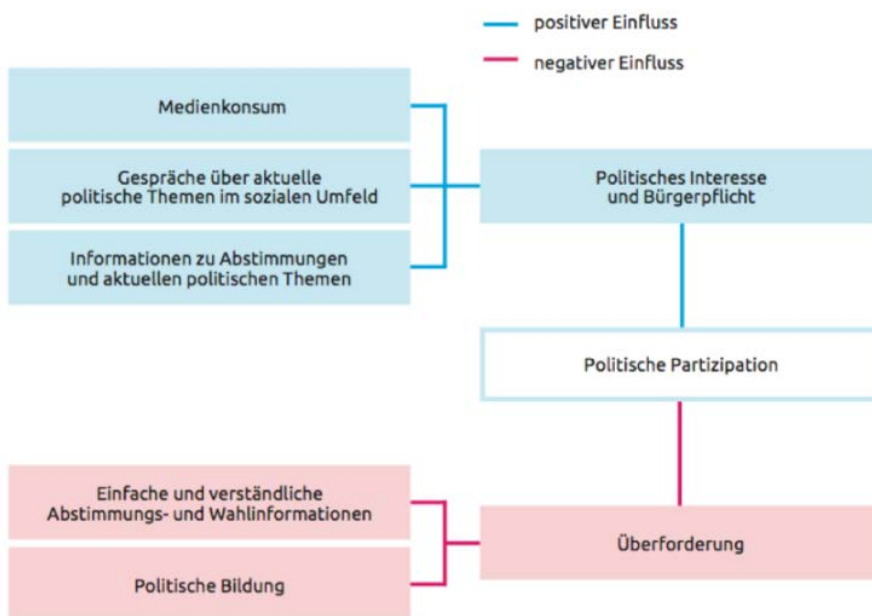 positiver Einfluss
negativer Einfluss
Medienkonsum
Gespräche über aktuelle
politische Themen im sozialen Umfeld
Informationen zu Abstimmungen
und aktuellen politischen Themen
Politisches Interesse
und Bürgerpflicht
Politische Partizipation
Einfache und verständliche
Abstimmungs- und Wahlinformationen
Politische Bildung
Überforderung